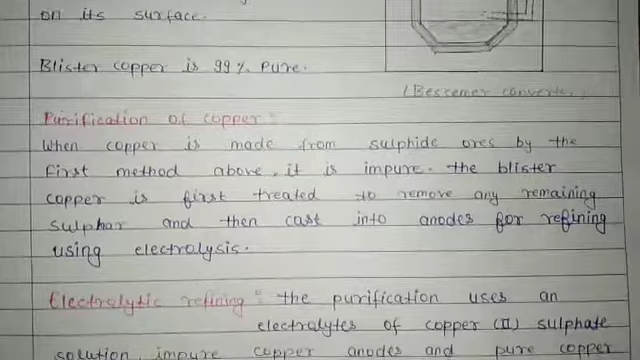 on its surface.
Blister copper is 99% pure.
(Bessemer converte
Purification of copper:
When copper is made from sulphide ores by the
first method above, it is impure. the blister
copper is first treated to remove any remaining
sulphar and then cast into anodes for refining
using electrolysis.
Electrolytic refining: the purification uses an
electrolytes of copper (II) sulphate
solution, impure copper anodes and pure copper